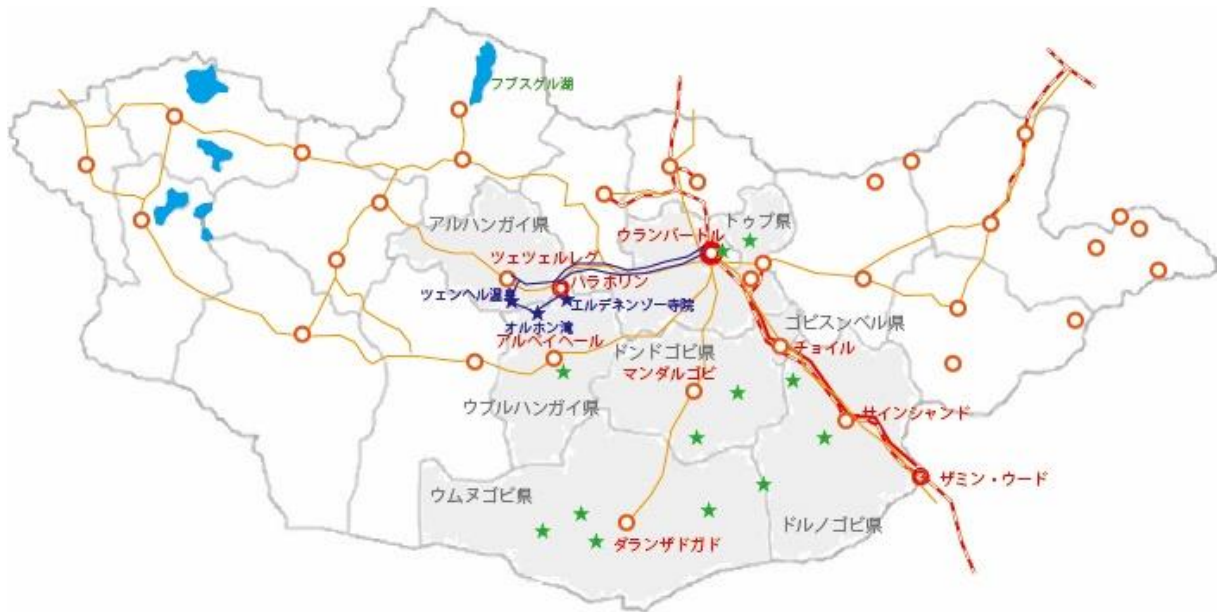 フブスグル湖
アルハンガイ県
トゥブ県
ウランバートル
ツェツェルレグ
ハラホリン
ツェンヘル温泉
エルデネンゾー寺院
オルホン滝
アルベイヘール
ゴビスンベル県
チョイル
ドンドゴビ県
マンダルゴビ
ウブルハンガイ県
サインシャンド
ザミン・ウード
ウムヌゴビ県
ドルノゴビ県
ダランザドガド